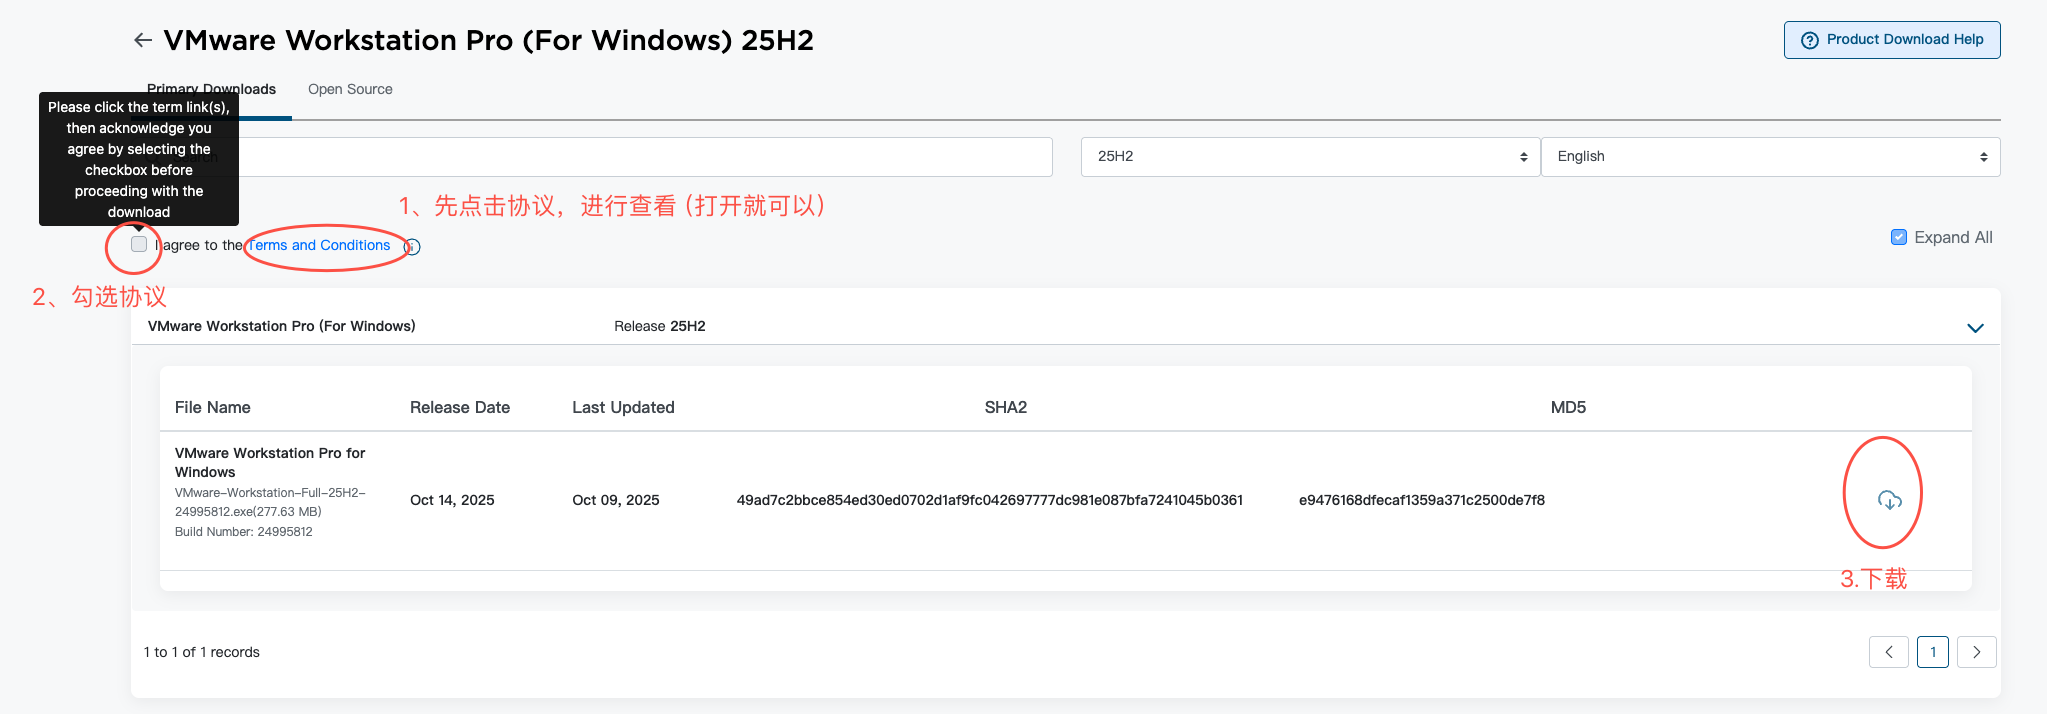 VMware Workstation Pro (For Windows) 25H2
Product Download Help
Primary Downloads
Open Source
Please click the term link(s),
then acknowledge you
agree by selecting the
checkbox before
proceeding with the
download
Search
25H2
English
1、先点击协议，进行查看 (打开就可以)
I agree to the Terms and Conditions
Expand All
2、勾选协议
VMware Workstation Pro (For Windows)
Release 25H2
File Name
Release Date
Last Updated
SHA2
MD5
VMware Workstation Pro for
Windows
VMware-Workstation-Full-25H2-
24995812.exe(277.63 MB)
Build Number: 24995812
Oct 14, 2025
Oct 09, 2025
49ad7c2bbce854ed30ed0702d1af9fc042697777dc981e087bfa7241045b0361
e9476168dfecaf1359a371c2500de7f8
3.下载
1 to 1 of 1 records
1